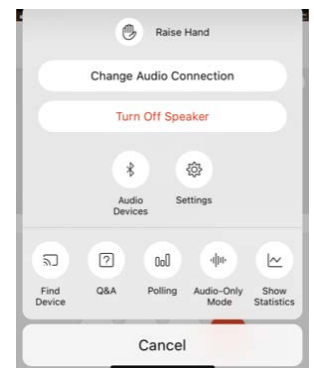 Raise Hand
Change Audio Connection
Turn Off Speaker
Audio
Devices
Settings
Find
Device
Q&A
Polling
Audio-Only
Mode
Show
Statistics
Cancel